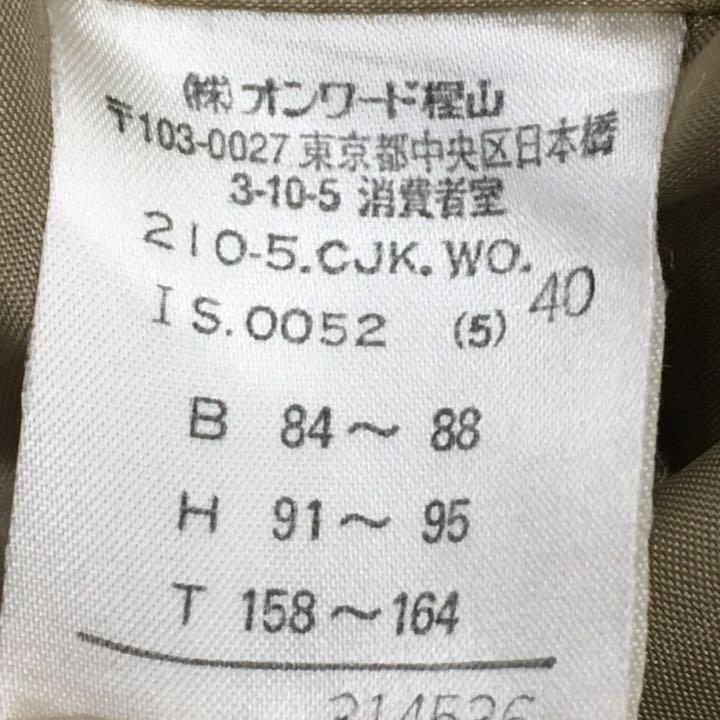 (株)オンワード樫山
〒103-0027 東京都中央区日本橋
3-10-5 消費者室
210-5.CJK.WO.
IS.0052 (5) 40
B 84〜88
H 91〜95
T 158〜164